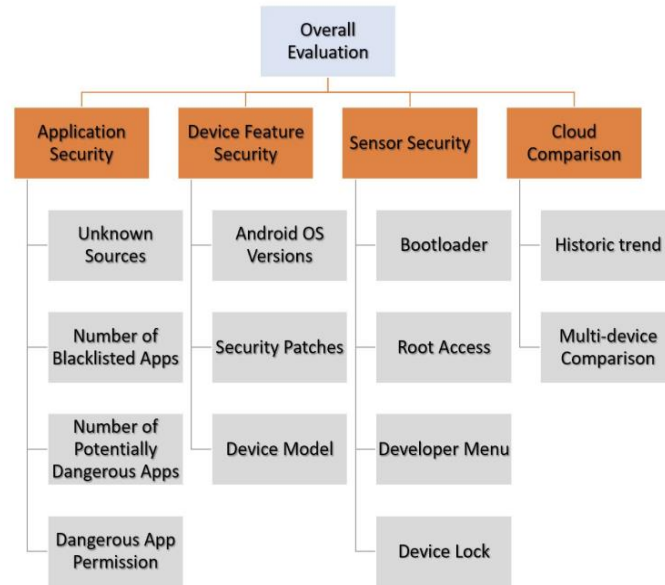 Overall
Evaluation
Application
Security
Device Feature
Security
Sensor Security
Cloud
Comparison
Unknown
Sources
Number of
Blacklisted Apps
Number of
Potentially
Dangerous Apps
Dangerous App
Permission
Android OS
Versions
Security Patches
Device Model
Bootloader
Root Access
Developer Menu
Device Lock
Historic trend
Multi-device
Comparison